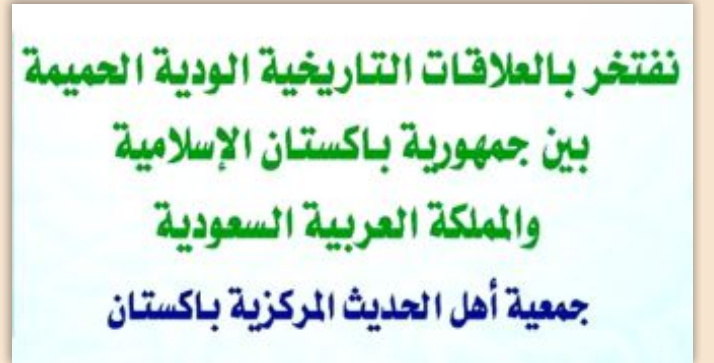 نفتخر بالعلاقات التاريخية الودية الحميمة
بين جمهورية باكستان الإسلامية
والمملكة العربية السعودية
جمعية أهل الحديث المركزية باكستان